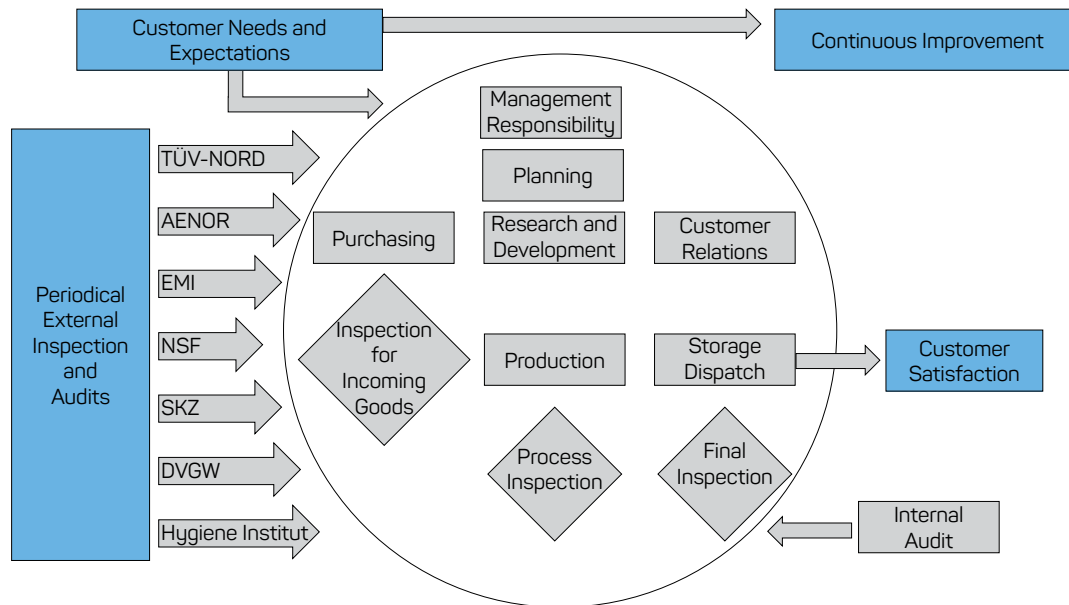 Customer Needs and
Expectations
Continuous Improvement
Management
Responsibility
TÜV-NORD
Planning
AENOR
Purchasing
Research and
Development
Customer
Relations
EMI
Periodical
External
Inspection
and
Audits
NSF
Inspection
for
Incoming
Goods
Production
Storage
Dispatch
Customer
Satisfaction
SKZ
DVGW
Process
Inspection
Final
Inspection
Hygiene Institut
Internal
Audit